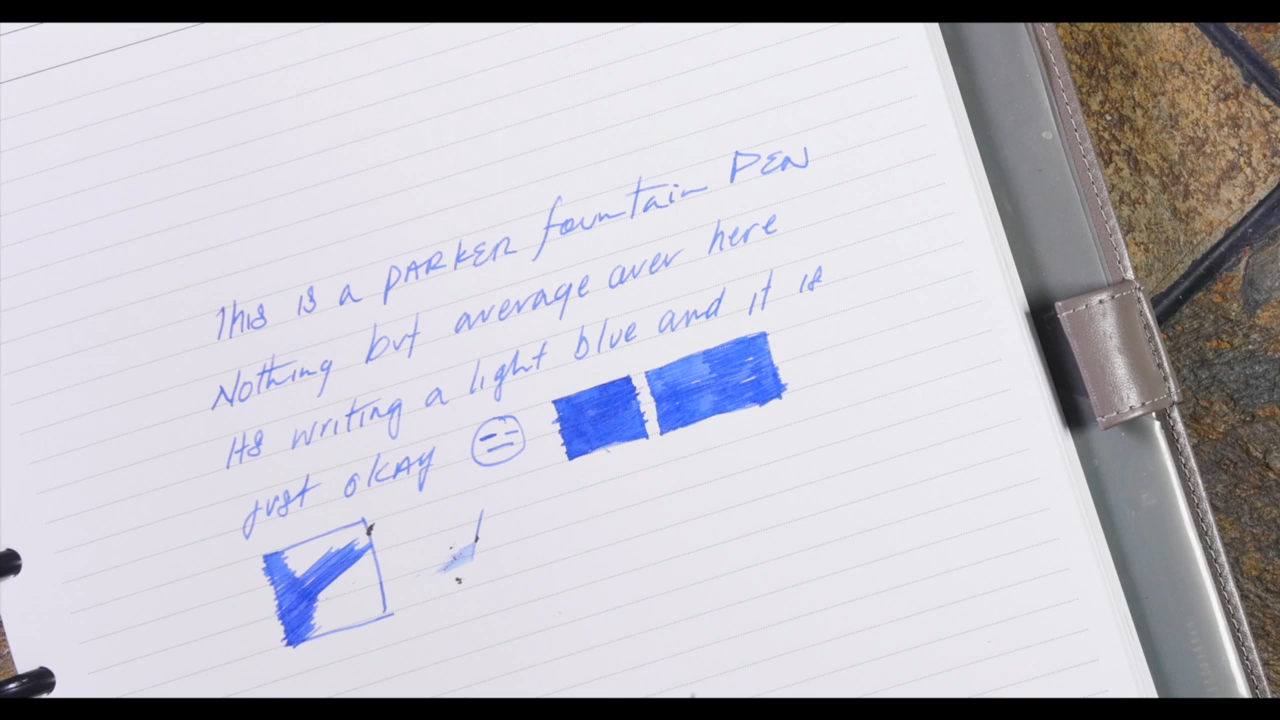 This is a PARKER fountain PEN
Nothing but average over here
Its writing a light blue and it is
just okay